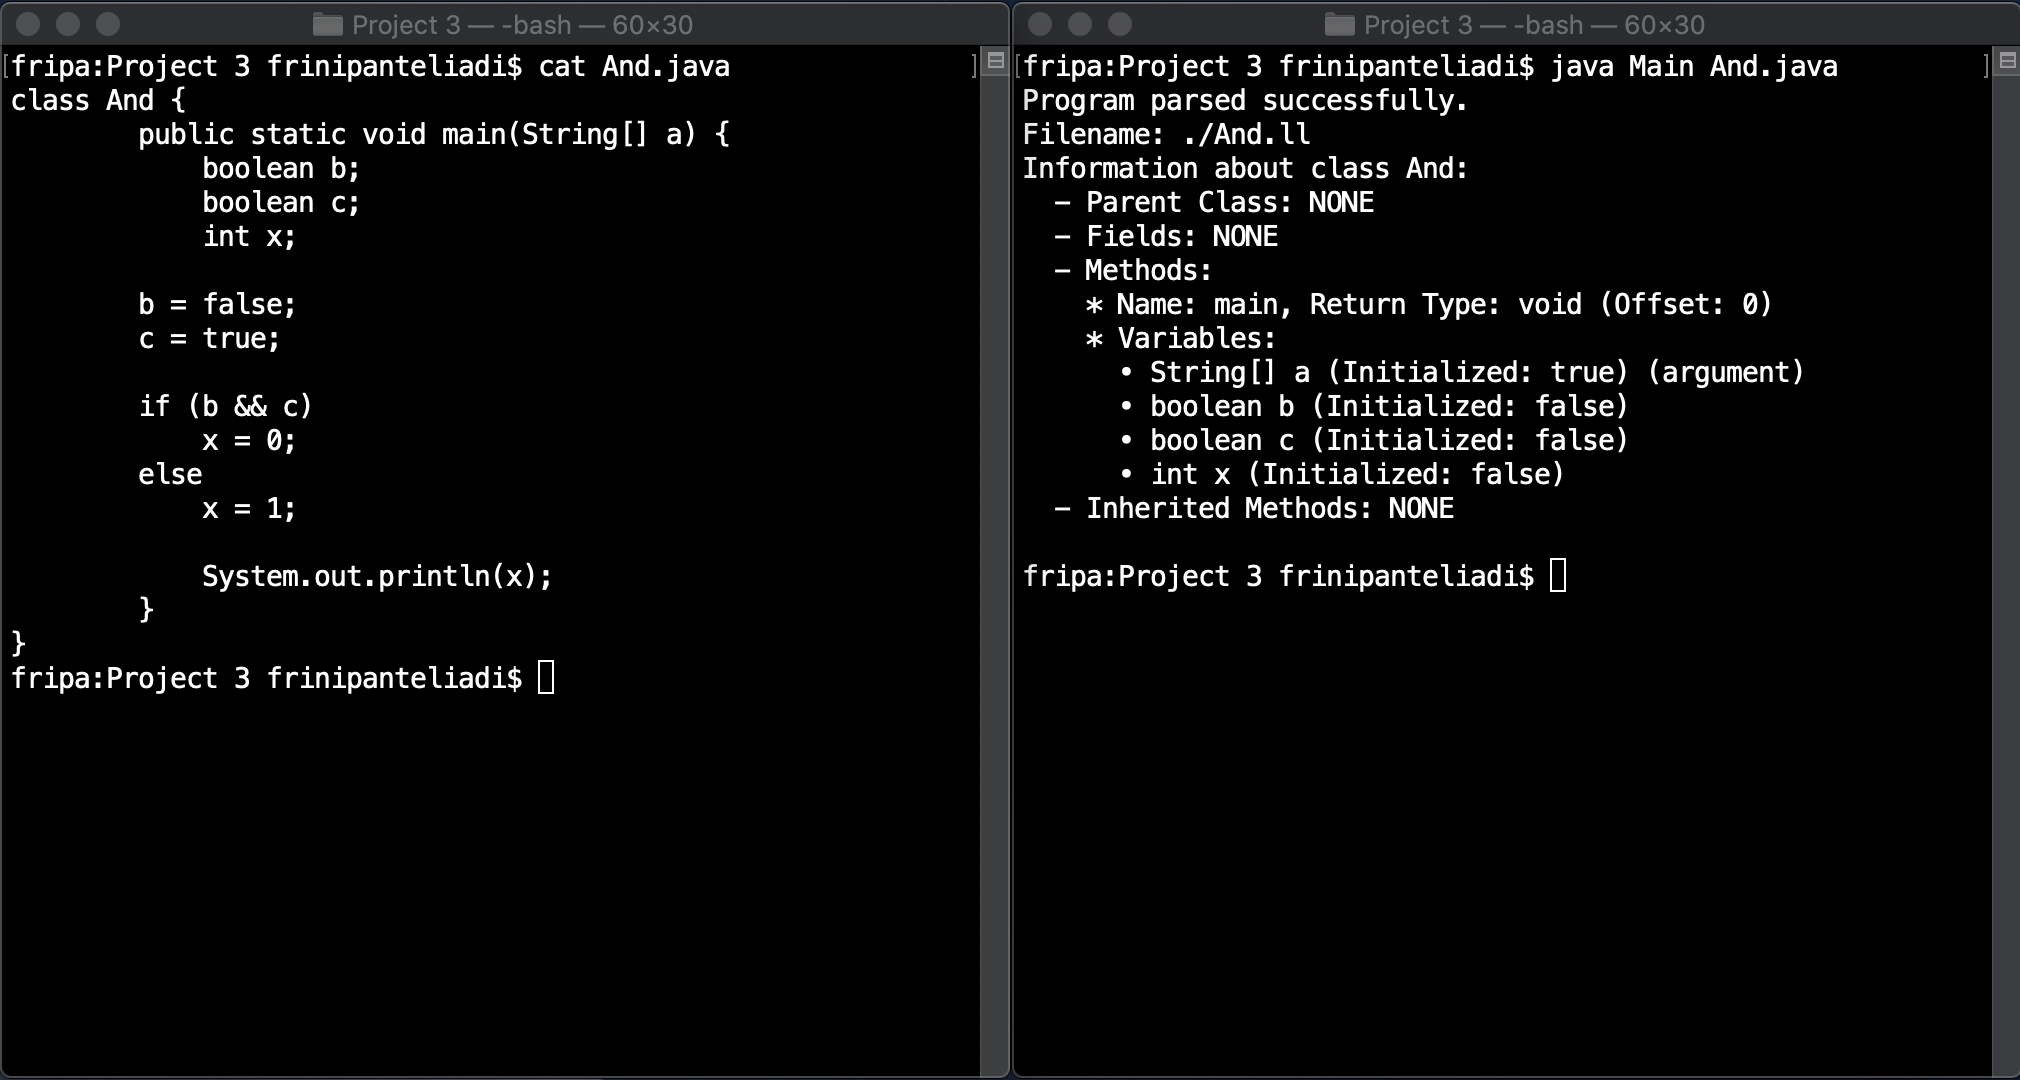 Project 3 — -bash — 60×30
[fripa:Project 3 frinipanteliadi$ cat And.java ]
class And {
        public static void main(String[] a) {
            boolean b;
            boolean c;
            int x;

        b = false;
        c = true;

        if (b && c)
            x = 0;
        else
            x = 1;

            System.out.println(x);
        }
}
fripa:Project 3 frinipanteliadi$
Project 3 — -bash — 60×30
[fripa:Project 3 frinipanteliadi$ java Main And.java ]
Program parsed successfully.
Filename: ./And.ll
Information about class And:
  – Parent Class: NONE
  – Fields: NONE
  – Methods:
    * Name: main, Return Type: void (Offset: 0)
    * Variables:
      • String[] a (Initialized: true) (argument)
      • boolean b (Initialized: false)
      • boolean c (Initialized: false)
      • int x (Initialized: false)
  – Inherited Methods: NONE

fripa:Project 3 frinipanteliadi$